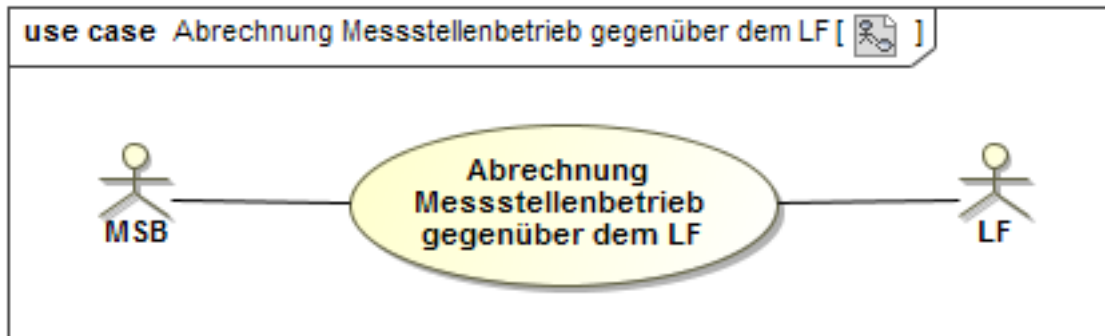 use case Abrechnung Messstellenbetrieb gegenüber dem LF [ ]
Abrechnung
Messstellenbetrieb
gegenüber dem LF
MSB
LF